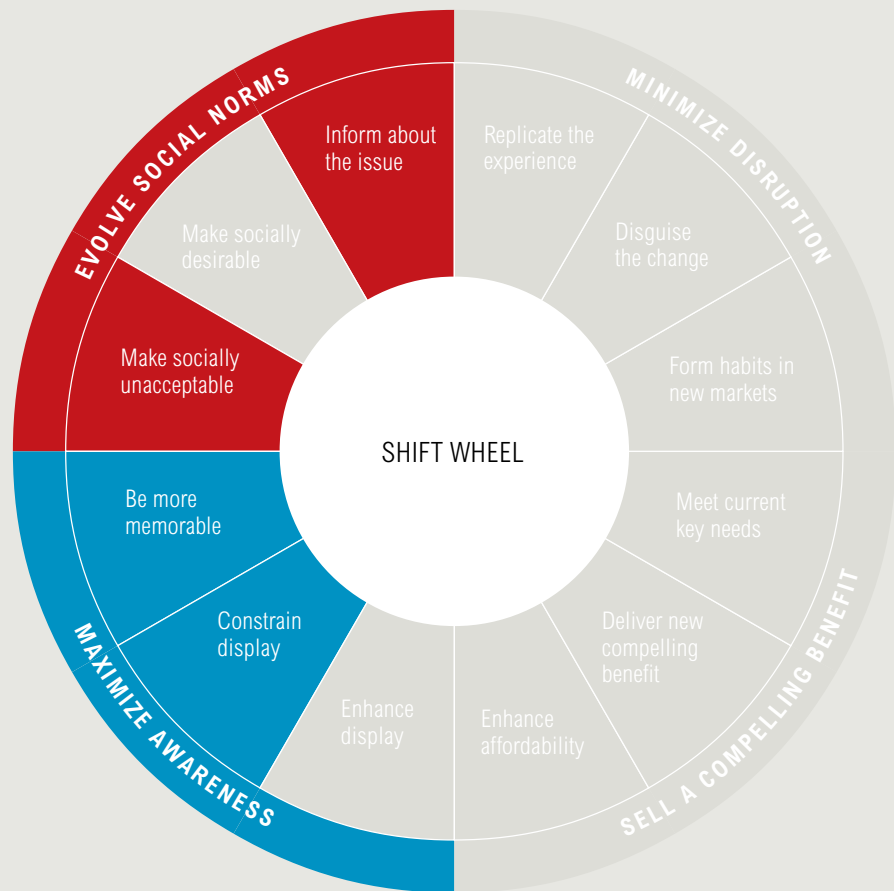 EVOLVE SOCIAL NORMS
MINIMIZE DISRUPTION
Inform about
the issue
Replicate the
experience
Make socially
desirable
Disguise
the change
Make socially
unacceptable
Form habits in
new markets
SHIFT WHEEL
Be more
memorable
Meet current
key needs
Constrain
display
Deliver new
compelling
benefit
Enhance
display
Enhance
affordability
MAXIMIZE AWARENESS
SELL A COMPELLING BENEFIT